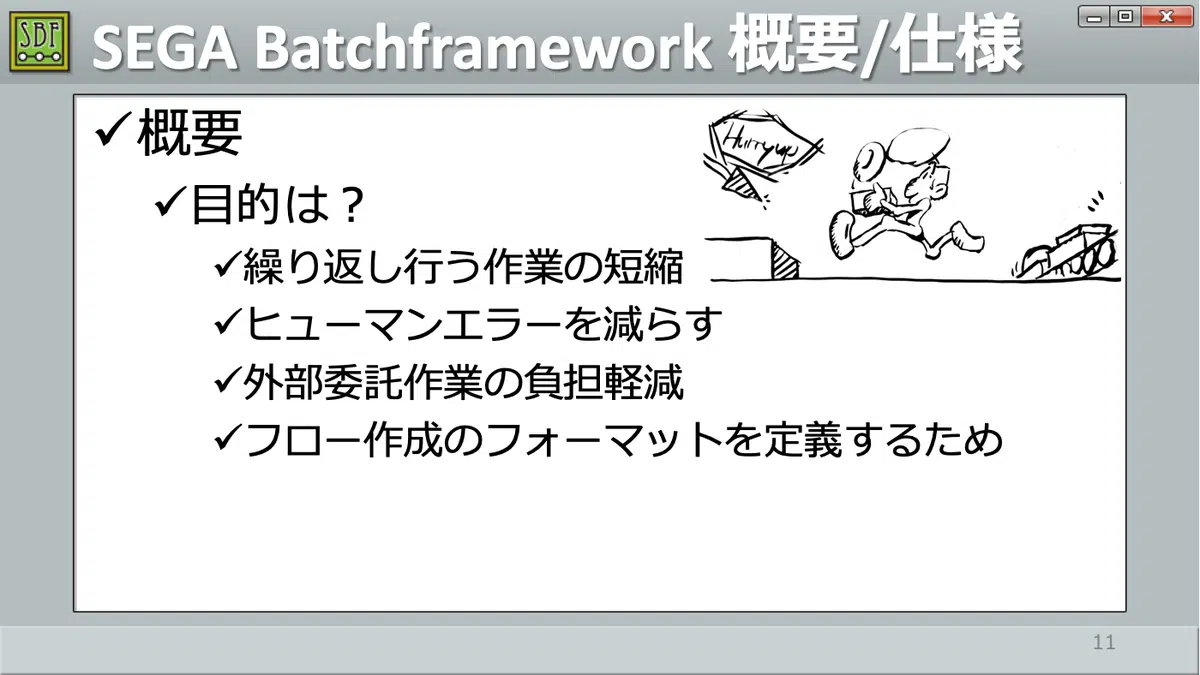 SBF
SEGA Batchframework 概要/仕様
✓概要
Hurry up
✓目的は？
✓繰り返し行う作業の短縮
✓ヒューマンエラーを減らす
✓外部委託作業の負担軽減
✓フロー作成のフォーマットを定義するため
11